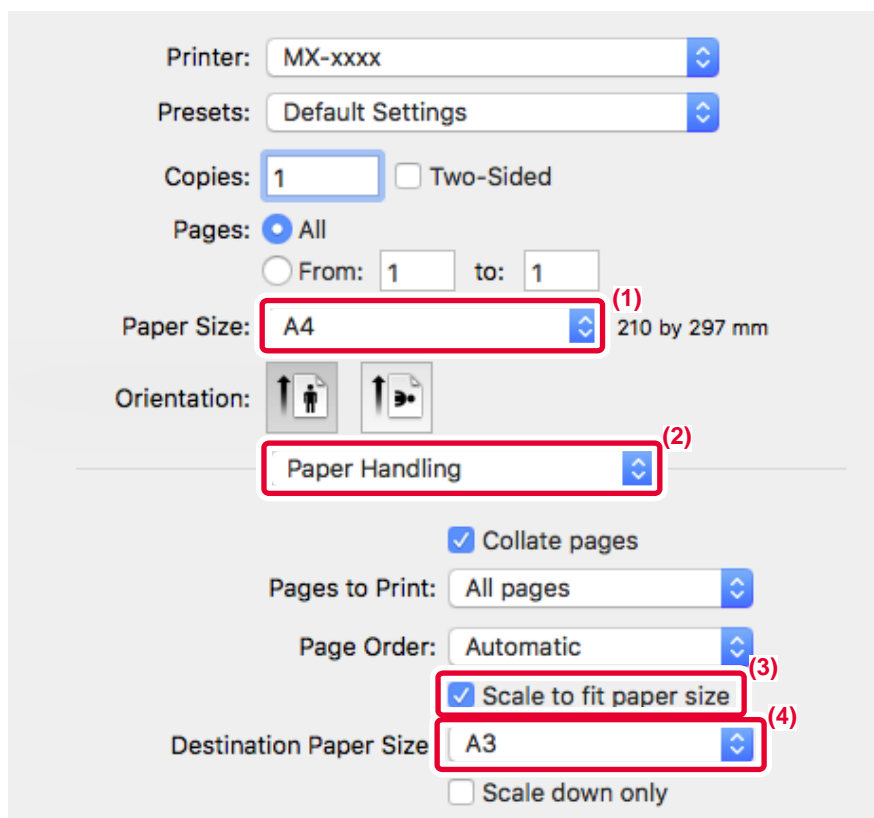 Printer: MX-xxxx
Presets: Default Settings
Copies: 1 Two-Sided
Pages: All
From: 1 to: 1
(1)
Paper Size: A4 210 by 297 mm
Orientation:
(2)
Paper Handling
Collate pages
Pages to Print: All pages
Page Order: Automatic
(3)
Scale to fit paper size
(4)
Destination Paper Size A3
Scale down only